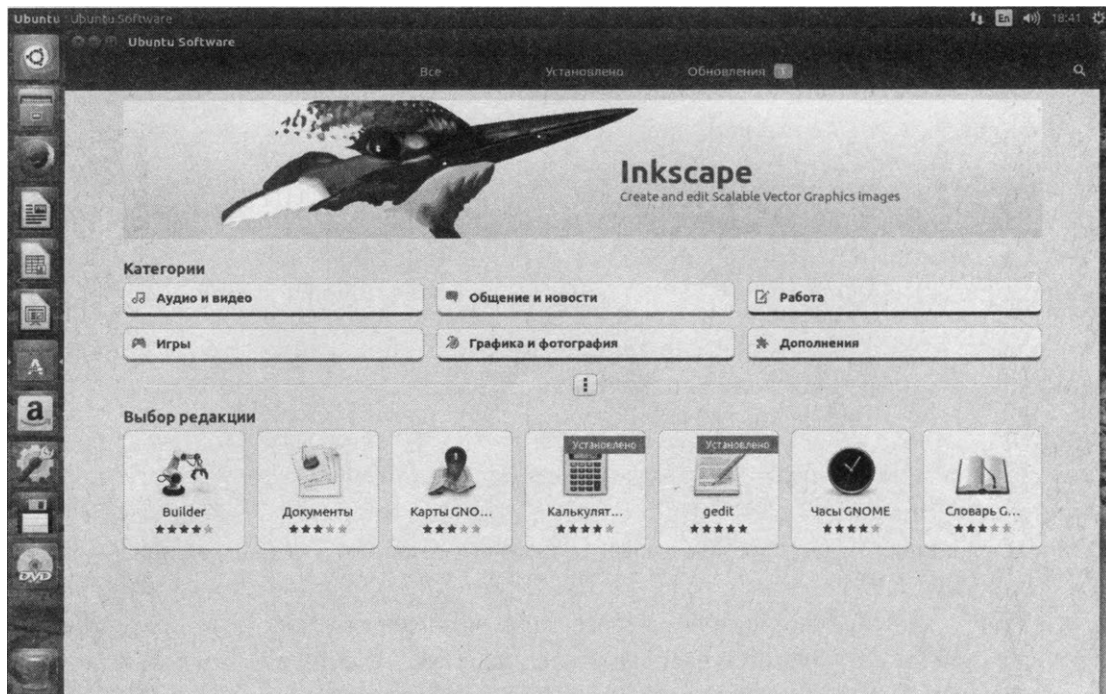 Ubuntu Ubuntu Software En 18:41
Ubuntu Software
Все Установлено Обновления 1
Inkscape
Create and edit Scalable Vector Graphics images
Категории
Аудио и видео Общение и новости Работа
Игры Графика и фотография Дополнения
Выбор редакции
Установлено Установлено
Builder Документы Карты GNO... Калькулят... gedit Часы GNOME Словарь G...
A
a
DVD